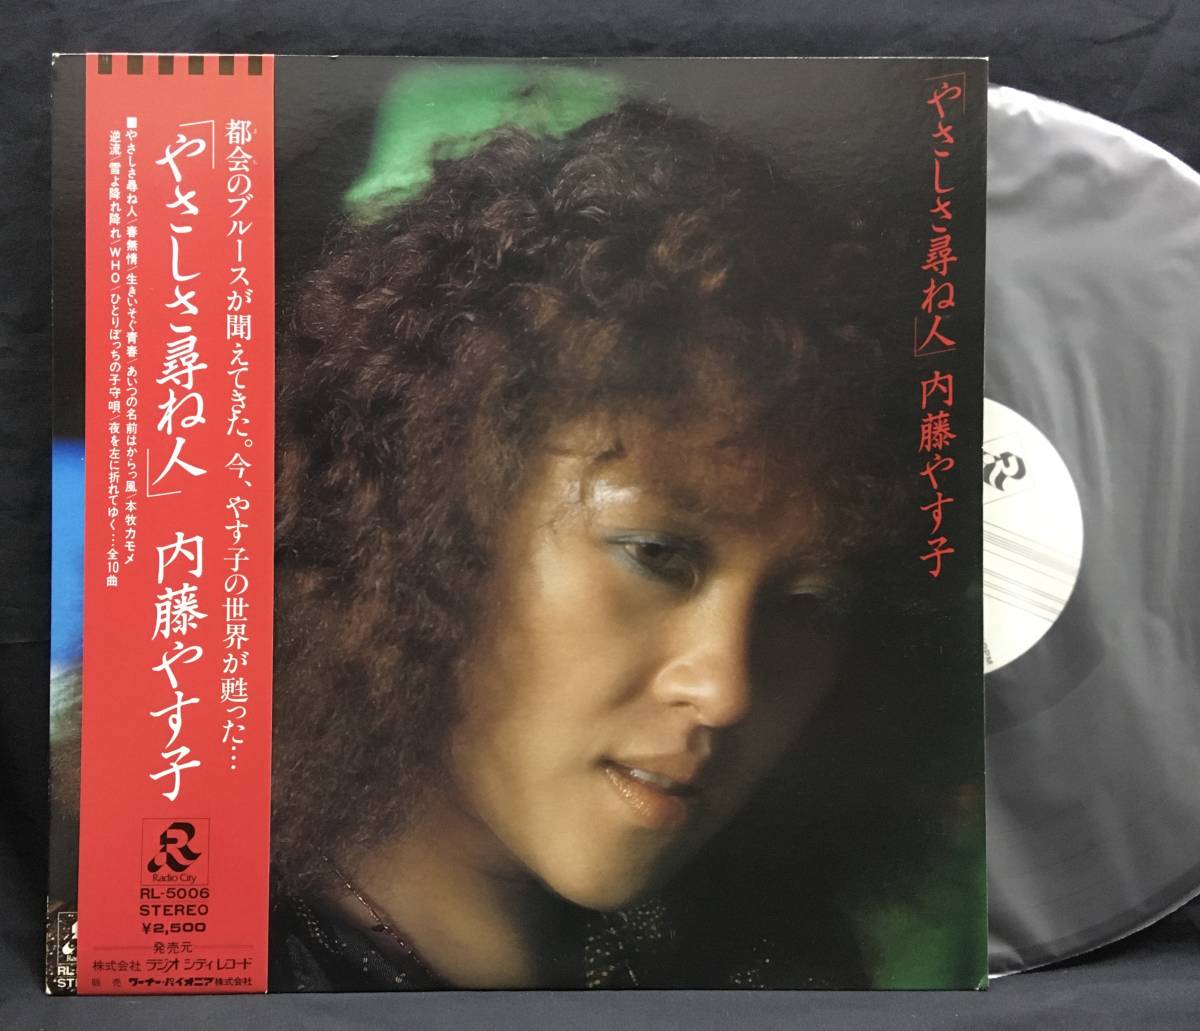 「やさしさ尋ね人」 内藤やす子
都会のブルースが聞えてきた。今、やす子の世界が甦った…
「やさしさ尋ね人」 内藤やす子
■やさしさ尋ね人/春無情/生きいそぐ青春/あいつの名前はからっ風/本牧カモメ
逆流/雪よ降れ降れ/WHO/ひとりぼっちの子守唄/夜を左に折れてゆく…全10曲
R
Radio City
RL-5006
STEREO
¥2,500
発売元
株式会社 ラジオ シティ レコード
販売 ワーナー・パイオニア株式会社